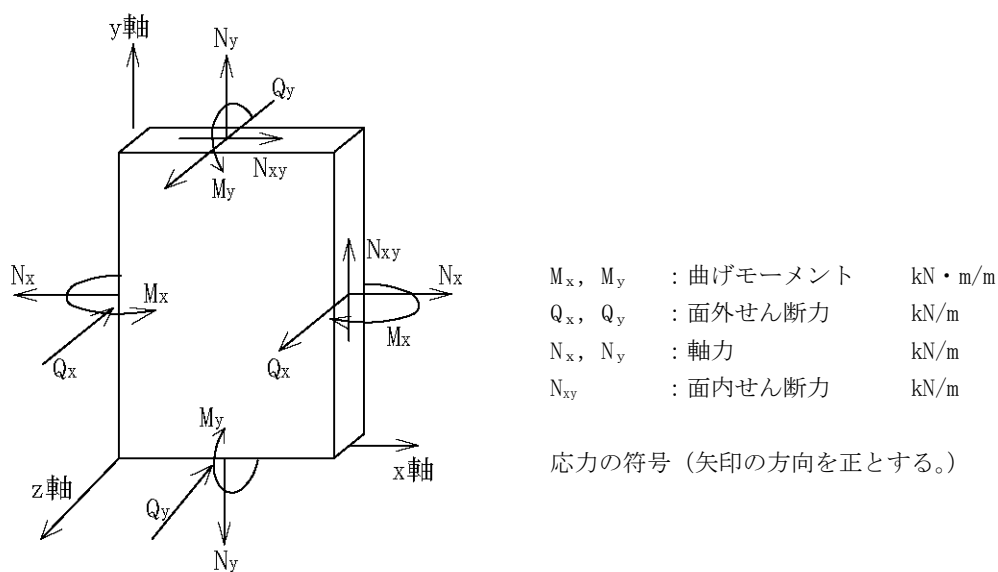 y軸
Ny
Qy
Nxy
My
Nx
Mx
Qx
Nxy
Nx
Mx
Qx
My
x軸
z軸
Qy
Ny
Mx, My :曲げモーメント kN・m/m
Qx, Qy :面外せん断力 kN/m
Nx, Ny :軸力 kN/m
Nxy :面内せん断力 kN/m
応力の符号(矢印の方向を正とする。)